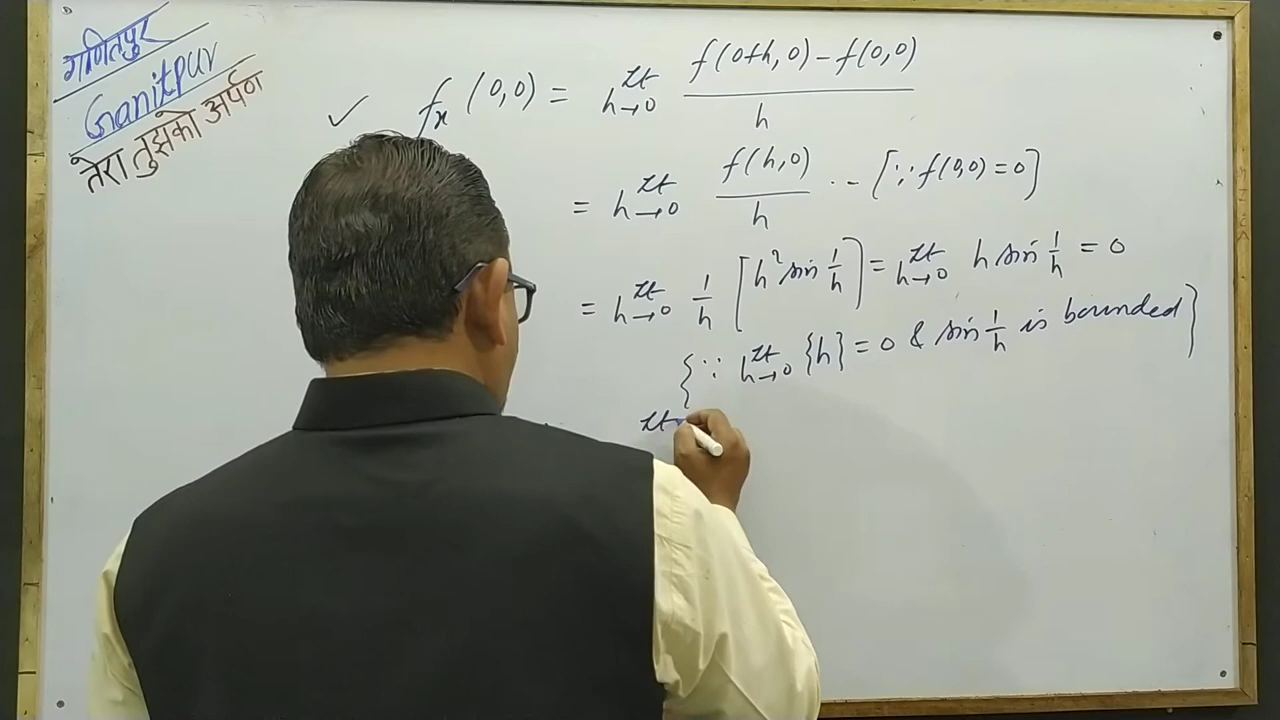 गणितपुर
Ganitpur
तेरा तुझको अर्पण
✓ fx (0,0) = lt h→0 f(0+h,0) − f(0,0) / h
= lt h→0 f(h,0) / h ·· − [∵ f(0,0) = 0]
= lt h→0 1/h [h² sin 1/h] = lt h→0 h sin 1/h = 0
{∵ lt h→0 {h} = 0 & sin 1/h is bounded}
lt